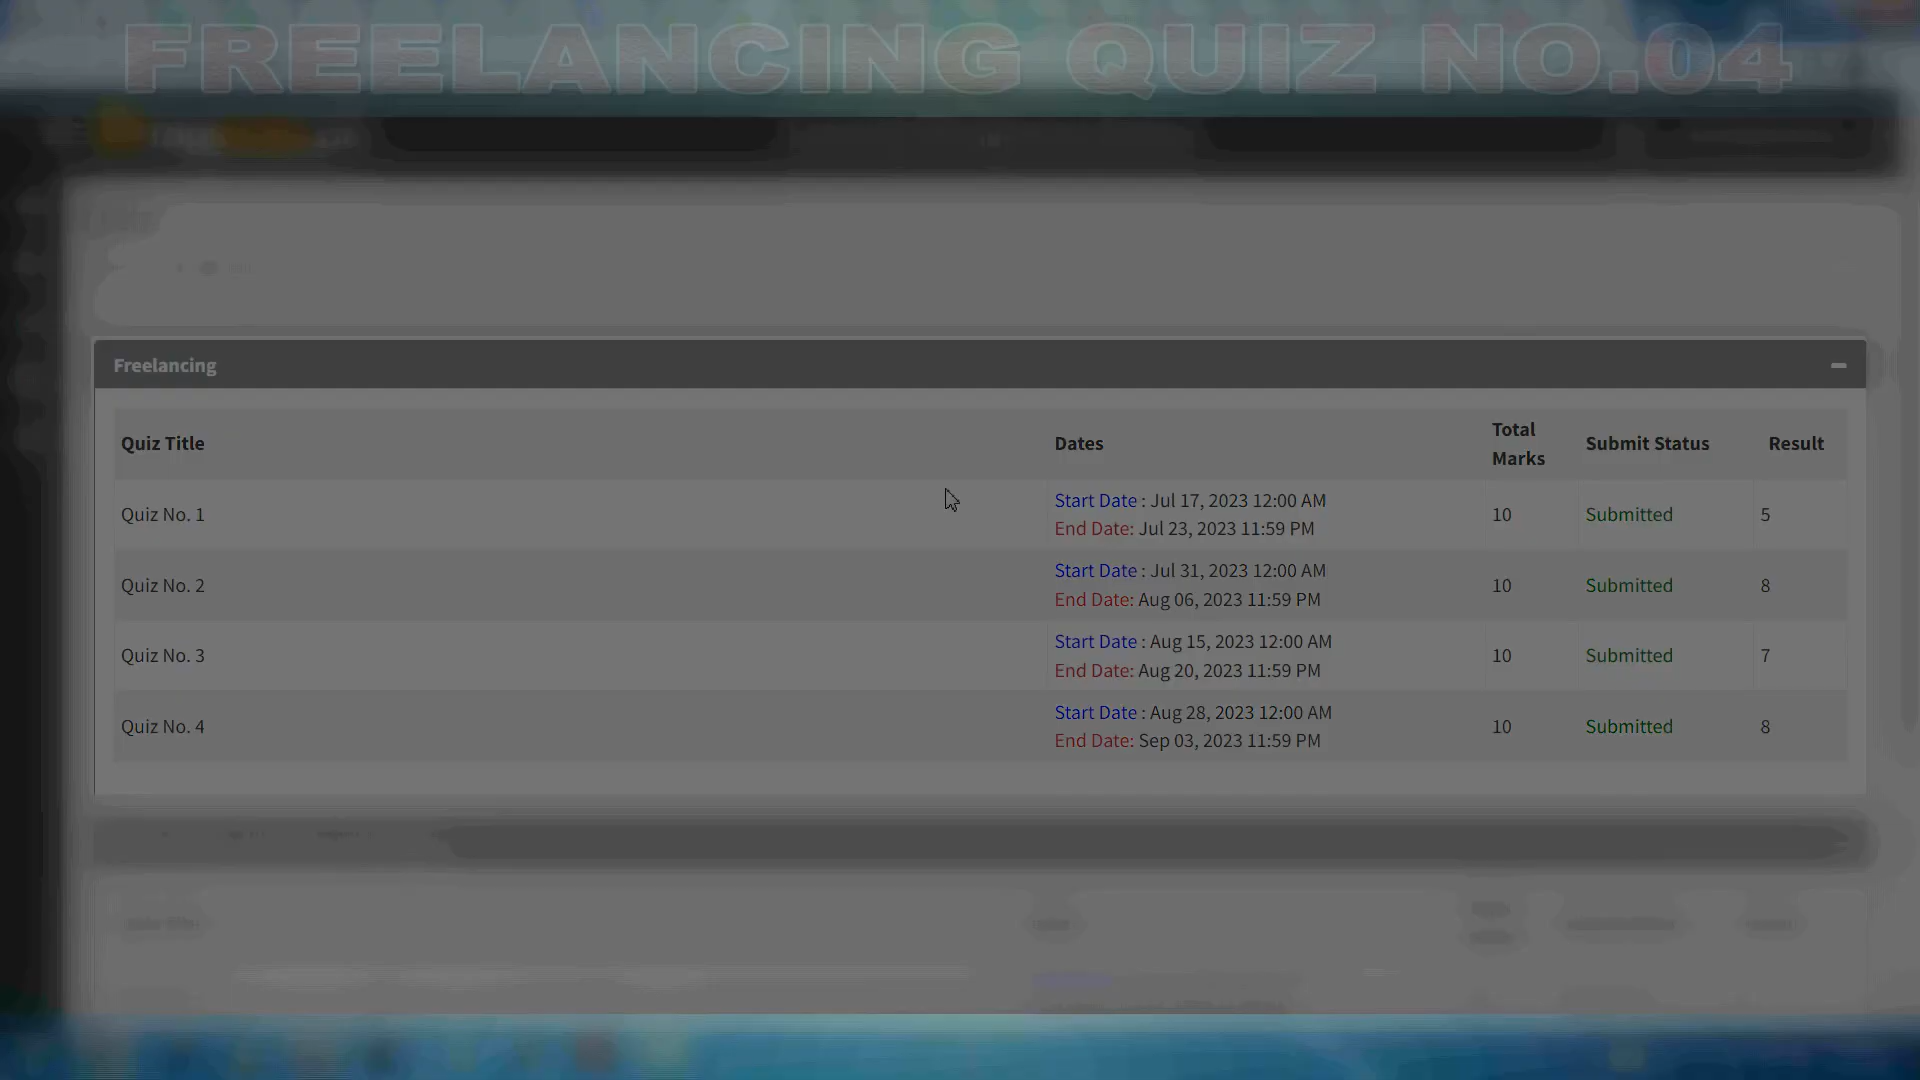 FREELANCING QUIZ NO.04
Freelancing
Quiz Title Dates Total Marks Submit Status Result
Quiz No. 1 Start Date : Jul 17, 2023 12:00 AM 10 Submitted 5
End Date: Jul 23, 2023 11:59 PM
Quiz No. 2 Start Date : Jul 31, 2023 12:00 AM 10 Submitted 8
End Date: Aug 06, 2023 11:59 PM
Quiz No. 3 Start Date : Aug 15, 2023 12:00 AM 10 Submitted 7
End Date: Aug 20, 2023 11:59 PM
Quiz No. 4 Start Date : Aug 28, 2023 12:00 AM 10 Submitted 8
End Date: Sep 03, 2023 11:59 PM